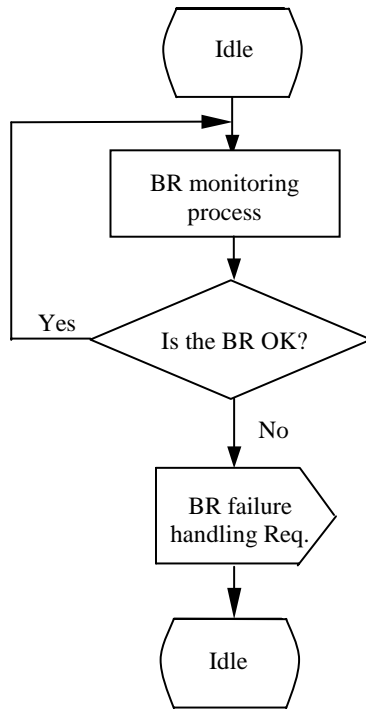 Idle
BR monitoring
process
Is the BR OK?
Yes
No
BR failure
handling Req.
Idle